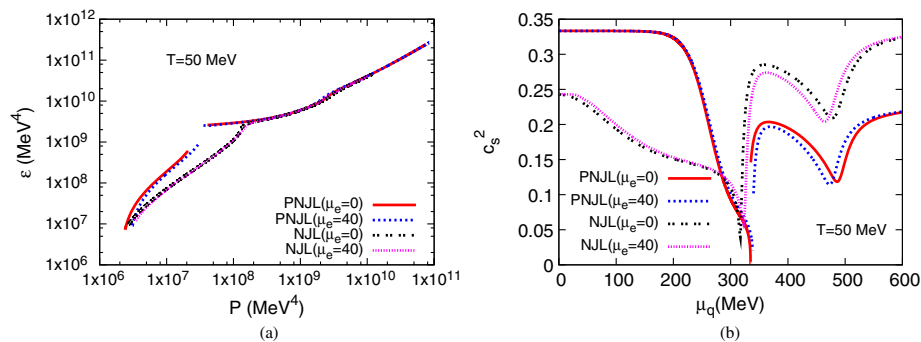 1x10^12
1x10^11
1x10^10
1x10^9
1x10^8
1x10^7
1x10^6
ε (MeV^4)
T=50 MeV
PNJL(μ_e=0)
PNJL(μ_e=40)
NJL(μ_e=0)
NJL(μ_e=40)
1x10^6 1x10^7 1x10^8 1x10^9 1x10^10 1x10^11
P (MeV^4)
(a)
0.35
0.3
0.25
0.2
0.15
0.1
0.05
0
c_s^2
PNJL(μ_e=0)
PNJL(μ_e=40)
NJL(μ_e=0)
NJL(μ_e=40)
T=50 MeV
0 100 200 300 400 500 600
μ_q(MeV)
(b)